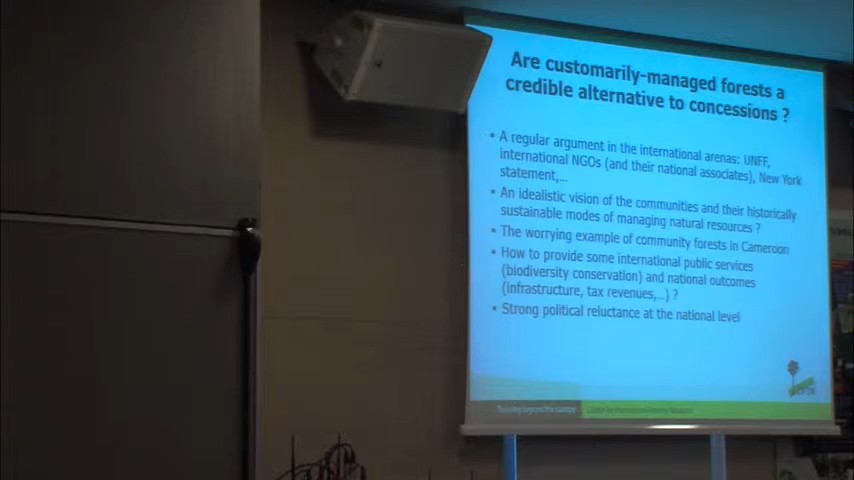 Are customarily-managed forests a
credible alternative to concessions ?
• A regular argument in the international arenas: UNFF,
international NGOs (and their national associates), New York
statement,...
• An idealistic vision of the communities and their historically
sustainable modes of managing natural resources ?
• The worrying example of community forests in Cameroon
• How to provide some international public services
(biodiversity conservation) and national outcomes
(infrastructure, tax revenues,...) ?
• Strong political reluctance at the national level